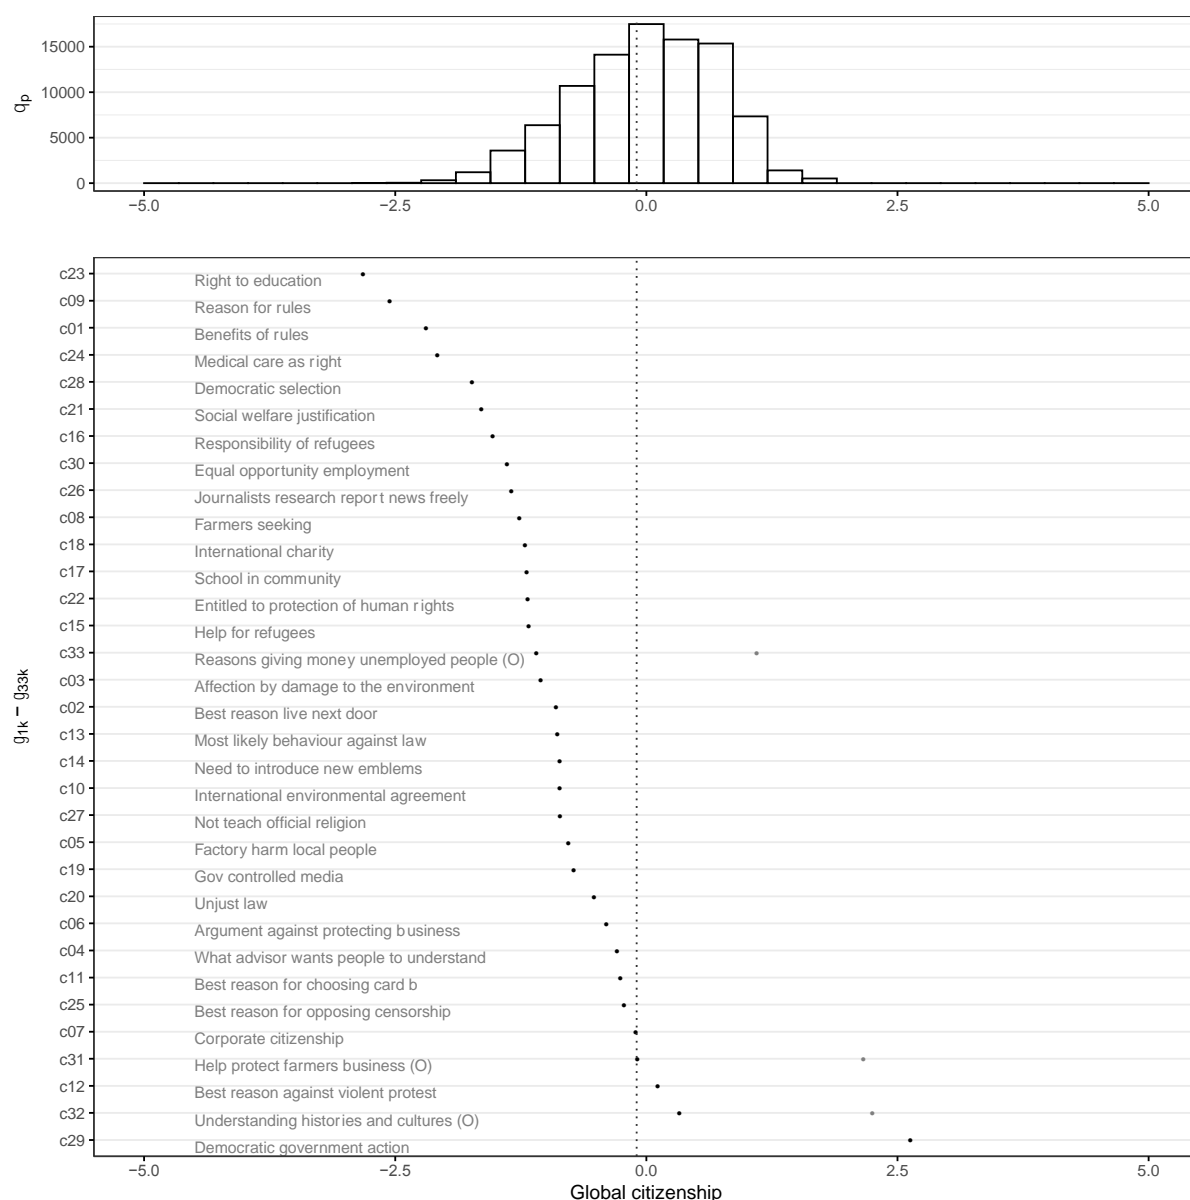 15000
10000
5000
0
qp
−5.0 −2.5 0.0 2.5 5.0
c23 Right to education
c09 Reason for rules
c01 Benefits of rules
c24 Medical care as right
c28 Democratic selection
c21 Social welfare justification
c16 Responsibility of refugees
c30 Equal opportunity employment
c26 Journalists research report news freely
c08 Farmers seeking
c18 International charity
c17 School in community
c22 Entitled to protection of human rights
c15 Help for refugees
c33 Reasons giving money unemployed people (O)
c03 Affection by damage to the environment
c02 Best reason live next door
c13 Most likely behaviour against law
c14 Need to introduce new emblems
c10 International environmental agreement
c27 Not teach official religion
c05 Factory harm local people
c19 Gov controlled media
c20 Unjust law
c06 Argument against protecting business
c04 What advisor wants people to understand
c11 Best reason for choosing card b
c25 Best reason for opposing censorship
c07 Corporate citizenship
c31 Help protect farmers business (O)
c12 Best reason against violent protest
c32 Understanding histories and cultures (O)
c29 Democratic government action
g1k − g33k
−5.0 −2.5 0.0 2.5 5.0
Global citizenship